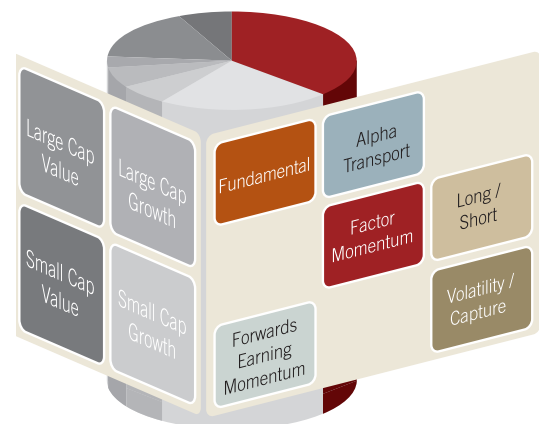 Large Cap
Value
Large Cap
Growth
Small Cap
Value
Small Cap
Growth
Fundamental
Alpha
Transport
Factor
Momentum
Long /
Short
Volatility /
Capture
Forwards
Earning
Momentum